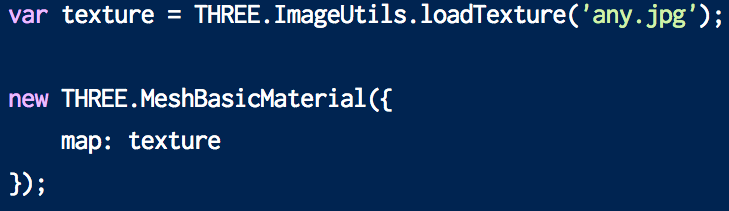 var texture = THREE.ImageUtils.loadTexture('any.jpg');
new THREE.MeshBasicMaterial({
map: texture
});